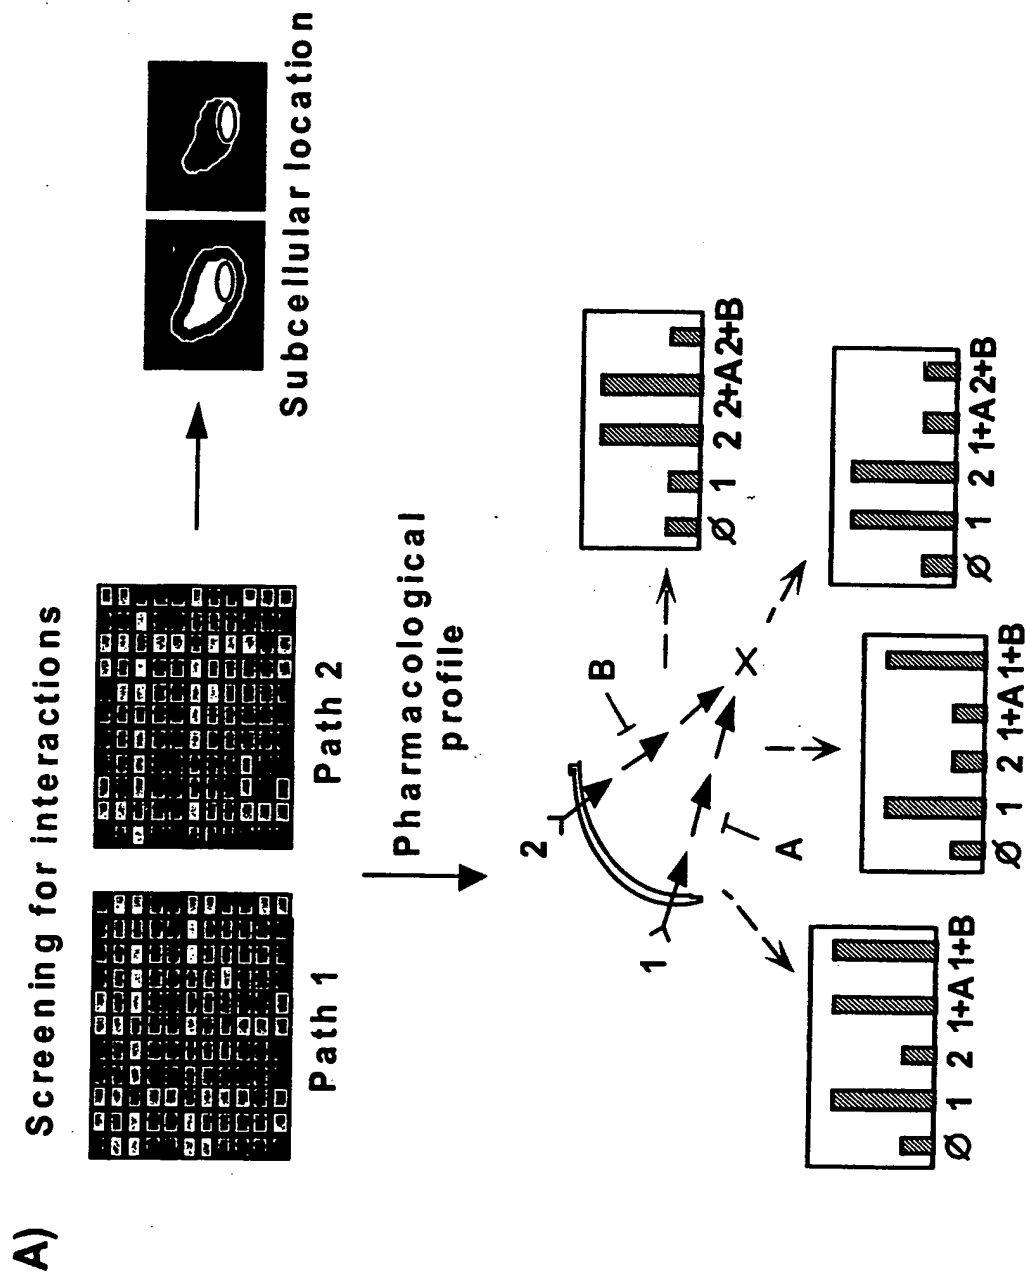 A)
Screening for interactions
Path 1
Path 2
Subcellular location
Pharmacological
profile
1
2
A
B
X
Ø 1 2 1+A 1+B
Ø 1 2 1+A 1+B
Ø 1 2 1+A 2+B
Ø 1 2 2+A 2+B